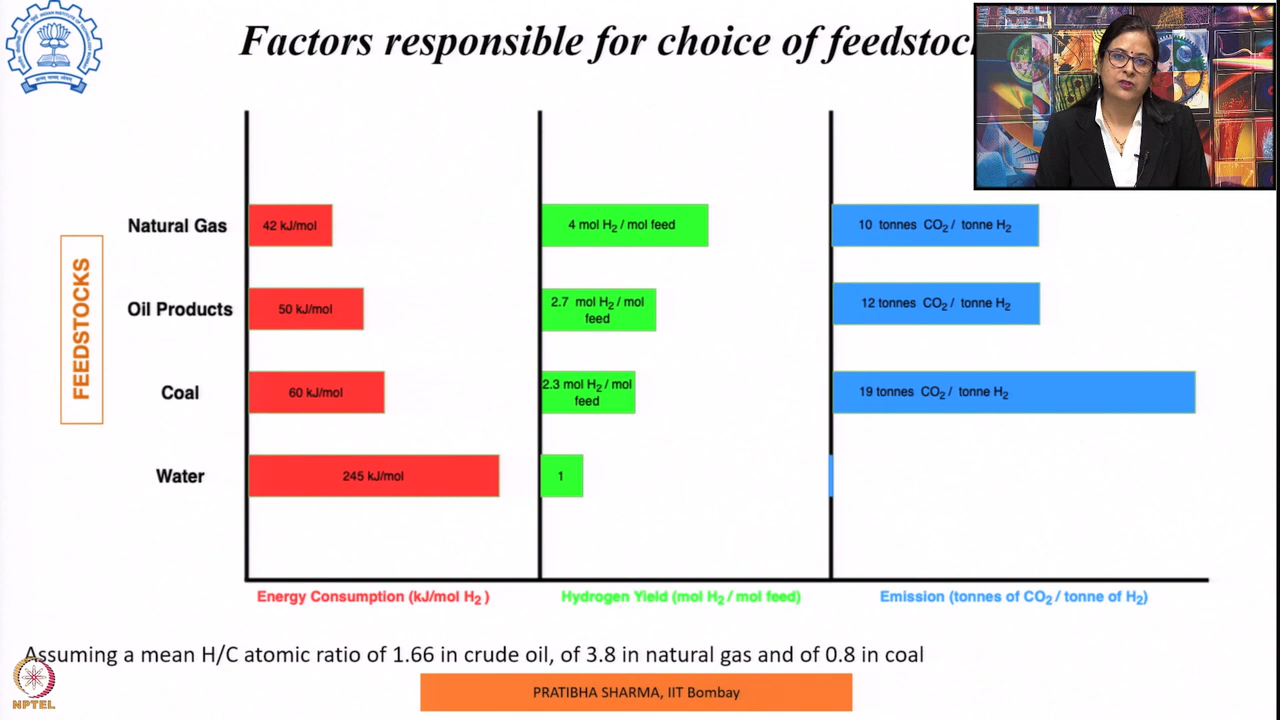 Factors responsible for choice of feedstoc
FEEDSTOCKS
Natural Gas
42 kJ/mol
4 mol H₂ / mol feed
10 tonnes CO₂ / tonne H₂
Oil Products
50 kJ/mol
2.7 mol H₂ / mol
feed
12 tonnes CO₂ / tonne H₂
Coal
60 kJ/mol
2.3 mol H₂ / mol
feed
19 tonnes CO₂ / tonne H₂
Water
245 kJ/mol
1
Energy Consumption (kJ/mol H₂ )
Hydrogen Yield (mol H₂ / mol feed)
Emission (tonnes of CO₂ / tonne of H₂)
Assuming a mean H/C atomic ratio of 1.66 in crude oil, of 3.8 in natural gas and of 0.8 in coal
PRATIBHA SHARMA, IIT Bombay
NPTEL